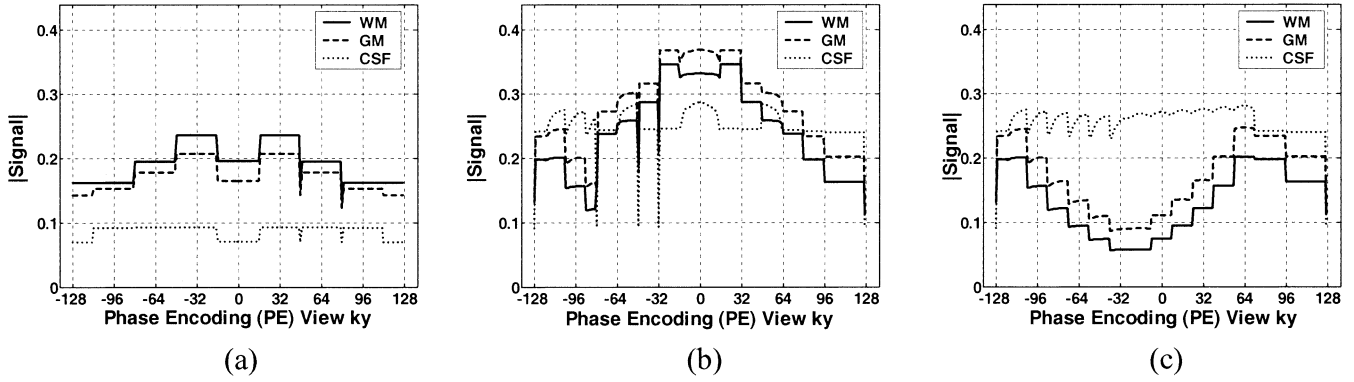 0.4
0.3
0.2
0.1
0
|Signal|
WM
GM
CSF
-128 -96 -64 -32 0 32 64 96 128
Phase Encoding (PE) View ky
(a)
0.4
0.3
0.2
0.1
0
|Signal|
WM
GM
CSF
-128 -96 -64 -32 0 32 64 96 128
Phase Encoding (PE) View ky
(b)
0.4
0.3
0.2
0.1
0
|Signal|
WM
GM
CSF
-128 -96 -64 -32 0 32 64 96 128
Phase Encoding (PE) View ky
(c)